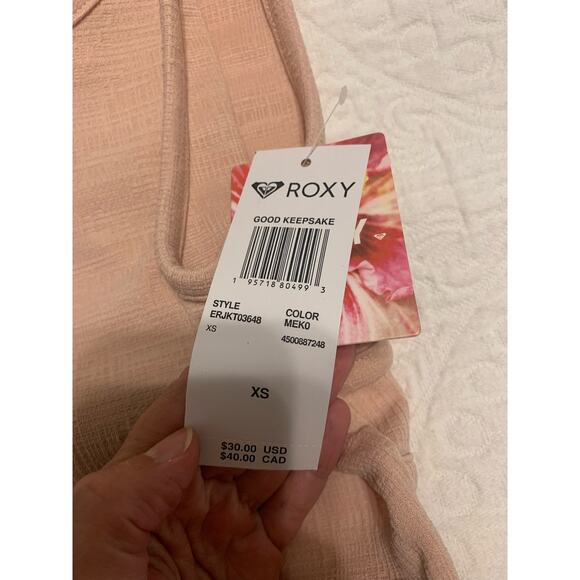 ROXY
GOOD KEEPSAKE
1 95718 80499 3
STYLE COLOR
ERJKT03648 MEK0
XS 4500887248
XS
$30.00 USD
$40.00 CAD
Y